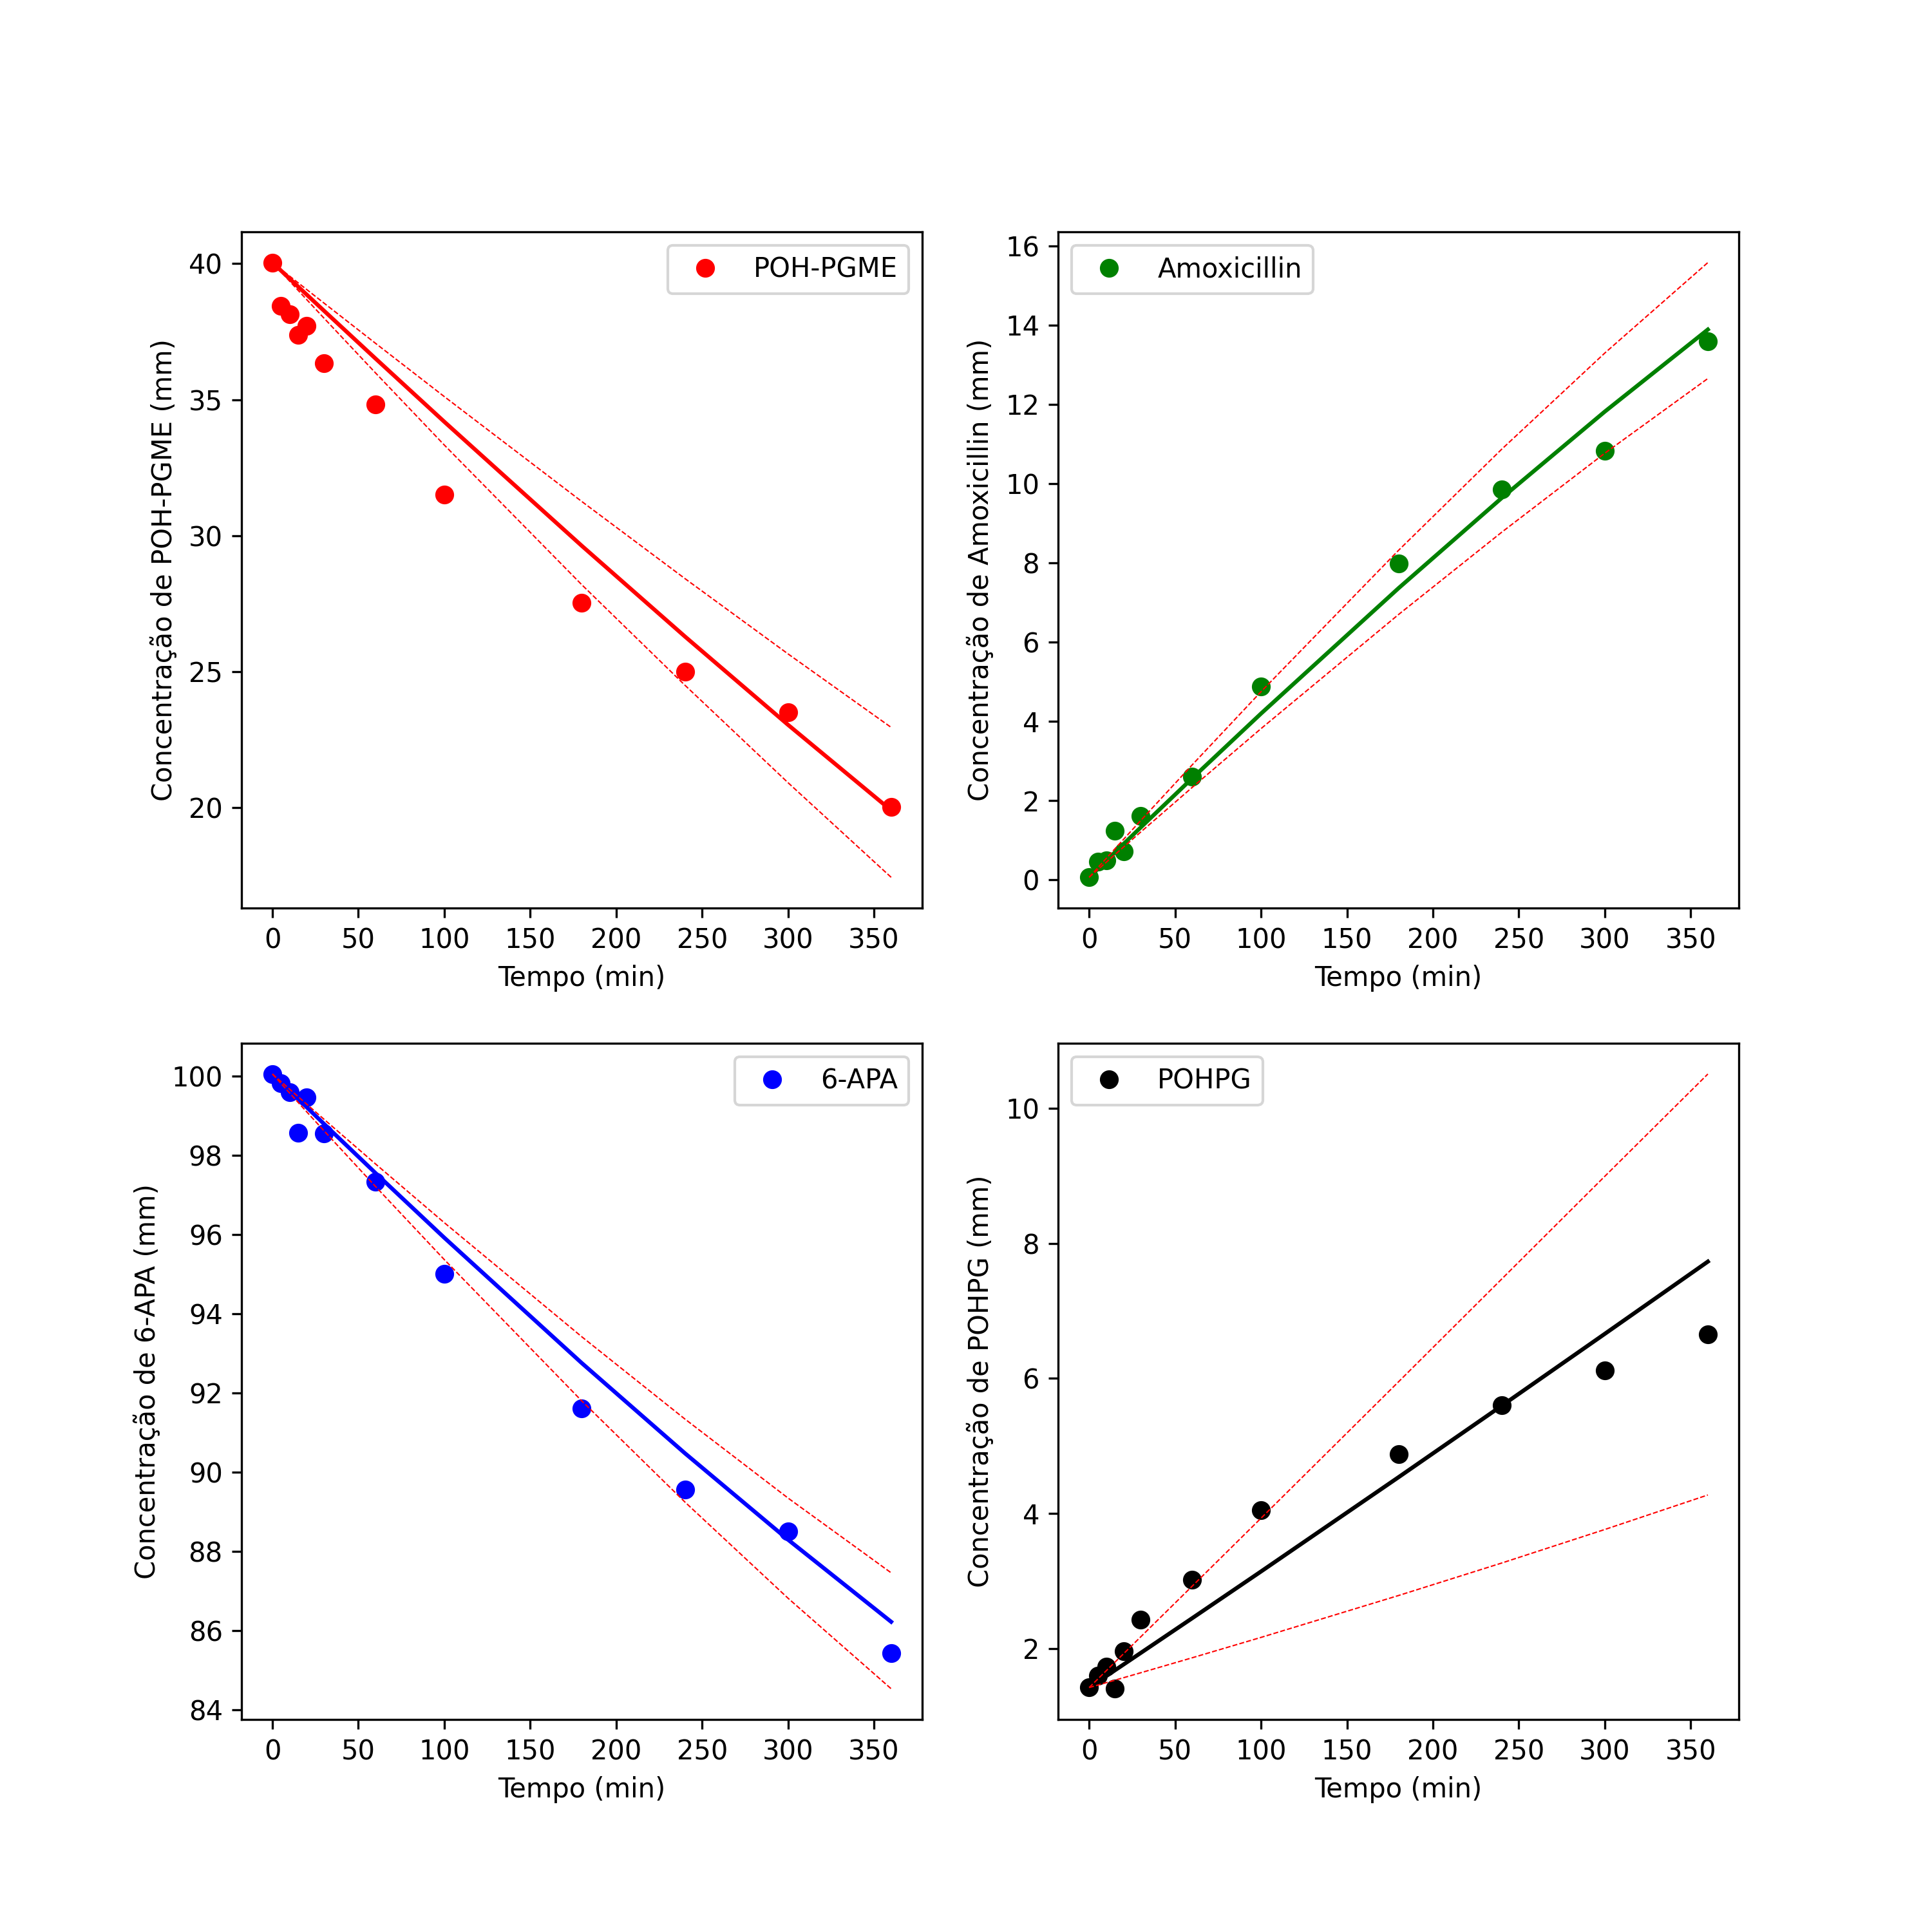 POH-PGME
40
35
30
25
20
Concentração de POH-PGME (mm)
0 50 100 150 200 250 300 350
Tempo (min)
Amoxicillin
16
14
12
10
8
6
4
2
0
Concentração de Amoxicillin (mm)
0 50 100 150 200 250 300 350
Tempo (min)
6-APA
100
98
96
94
92
90
88
86
84
Concentração de 6-APA (mm)
0 50 100 150 200 250 300 350
Tempo (min)
POHPG
10
8
6
4
2
Concentração de POHPG (mm)
0 50 100 150 200 250 300 350
Tempo (min)